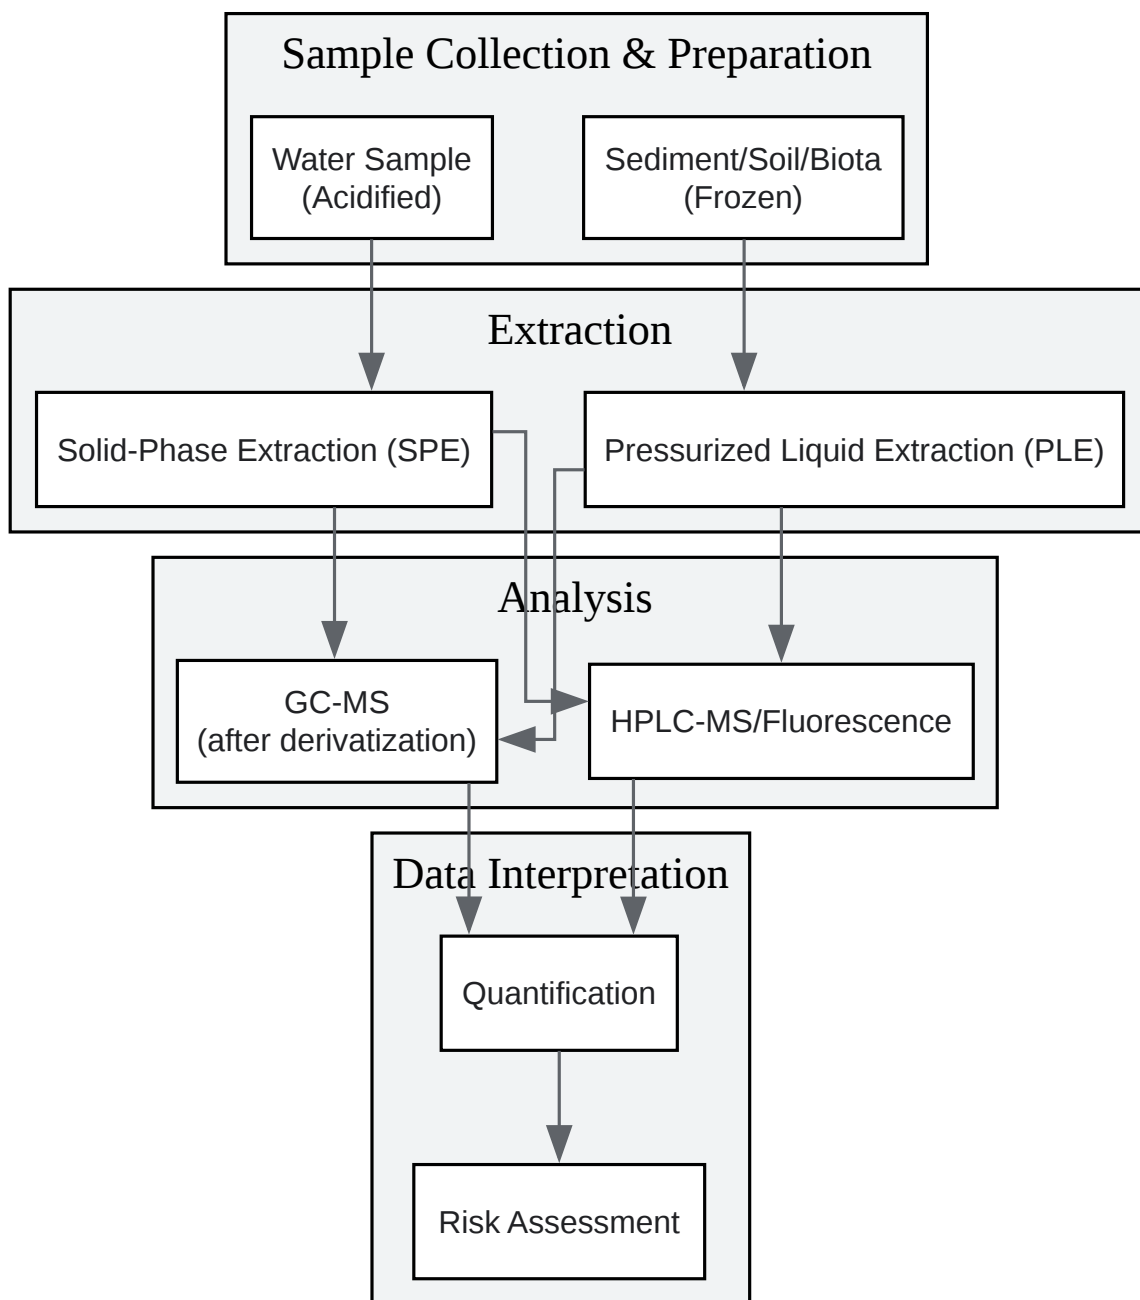 Sample Collection & Preparation
Water Sample
(Acidified)
Sediment/Soil/Biota
(Frozen)
Extraction
Solid-Phase Extraction (SPE)
Pressurized Liquid Extraction (PLE)
Analysis
GC-MS
(after derivatization)
HPLC-MS/Fluorescence
Data Interpretation
Quantification
Risk Assessment